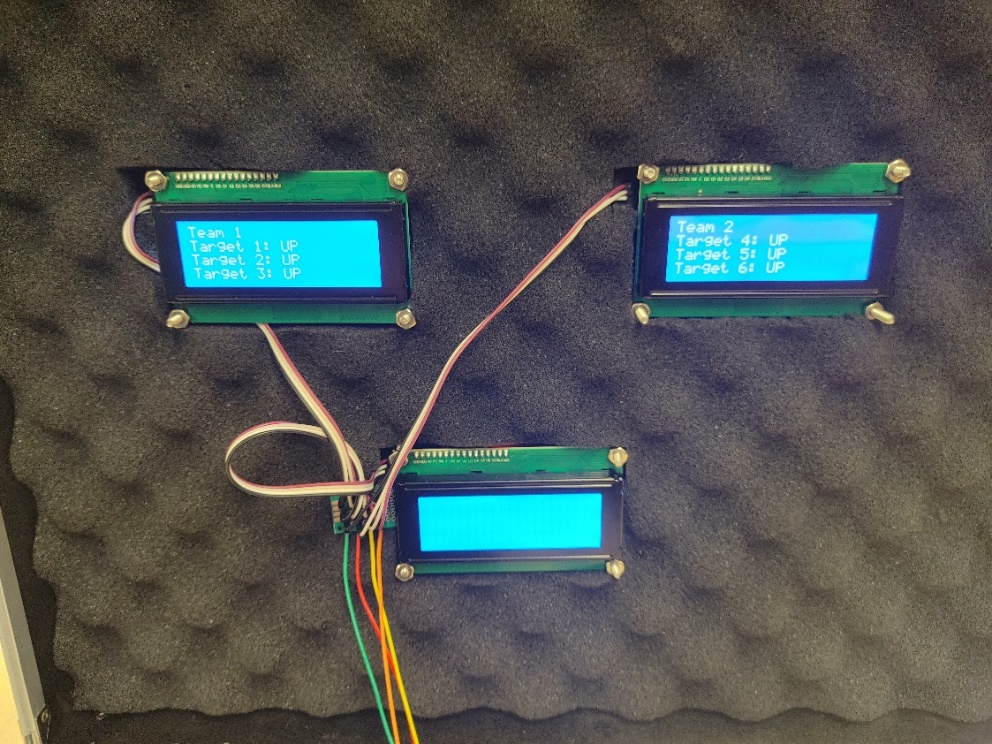 Team 1
Target 1: UP
Target 2: UP
Target 3: UP
Team 2
Target 4: UP
Target 5: UP
Target 6: UP